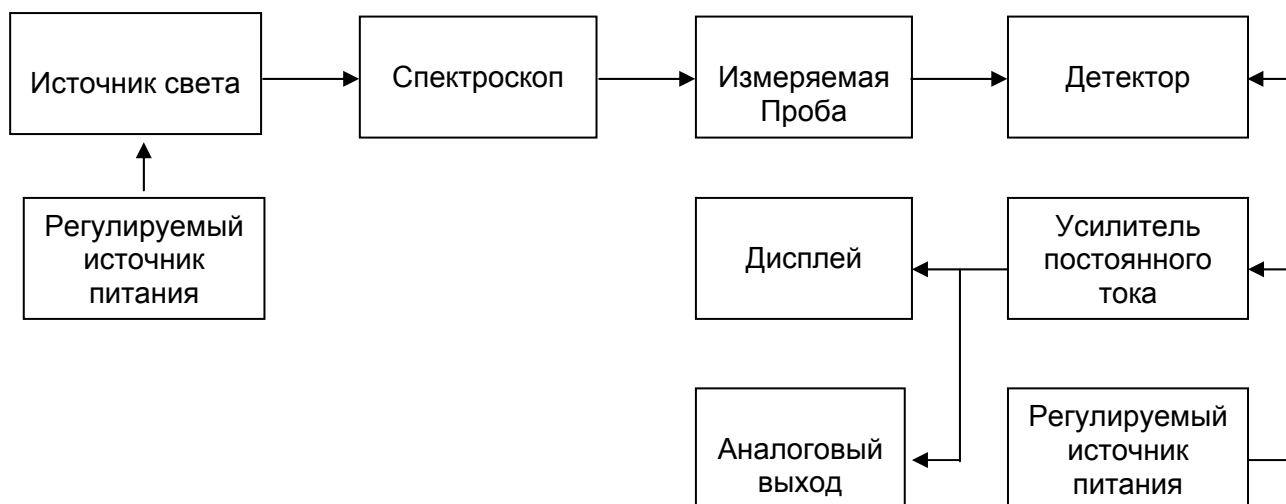 Источник света
Спектроскоп
Измеряемая
Проба
Детектор
Регулируемый
источник
питания
Дисплей
Усилитель
постоянного
тока
Аналоговый
выход
Регулируемый
источник
питания